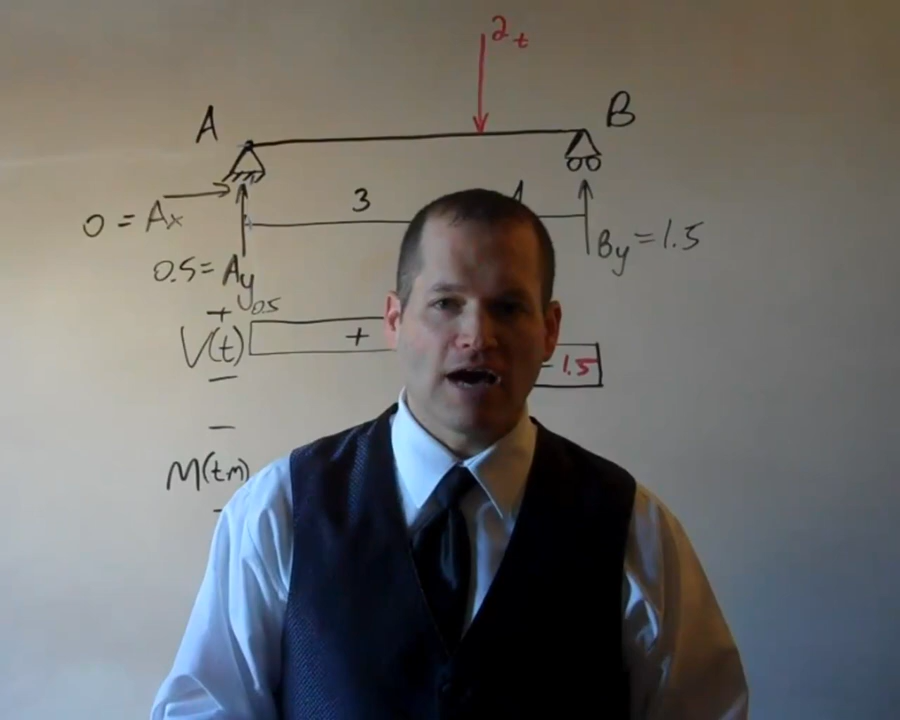 2t
A
B
3
0 = Ax
0.5 = Ay
By = 1.5
+
0.5
V(t)
+
- 1.5
−
−
M(tm)